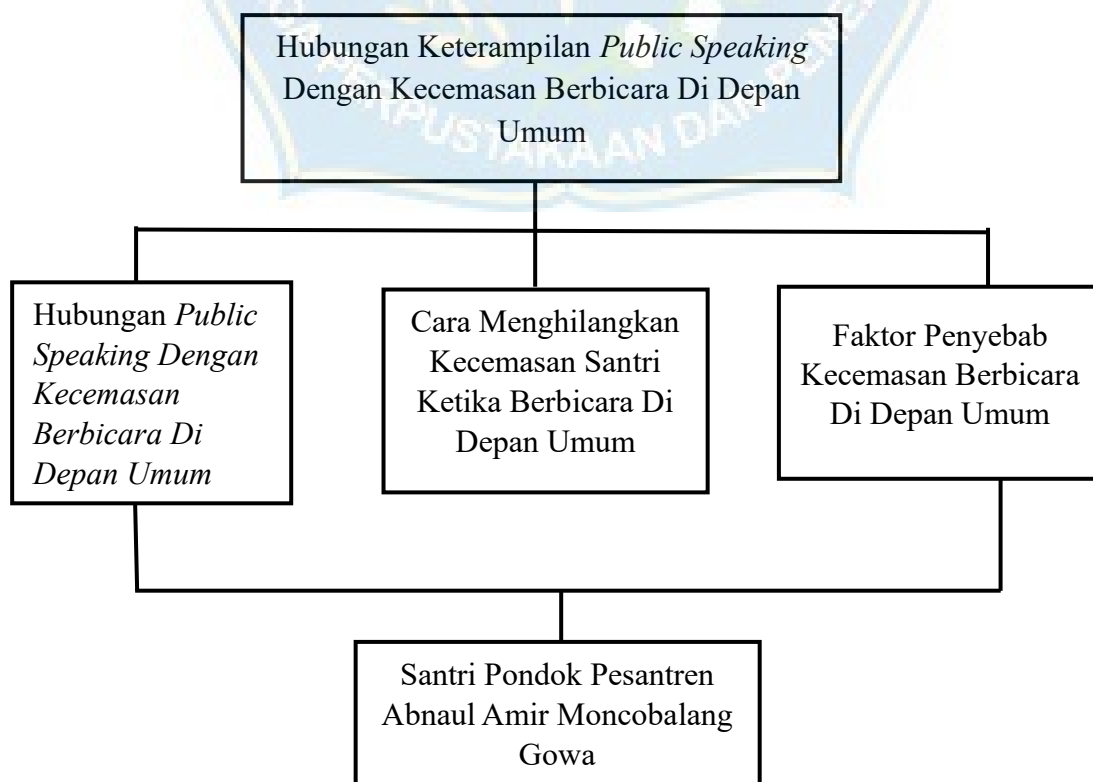 Hubungan Keterampilan Public Speaking
Dengan Kecemasan Berbicara Di Depan
Umum
PERPUSTAKAAN DAN
Hubungan Public
Speaking Dengan
Kecemasan
Berbicara Di
Depan Umum
Cara Menghilangkan
Kecemasan Santri
Ketika Berbicara Di
Depan Umum
Faktor Penyebab
Kecemasan Berbicara
Di Depan Umum
Santri Pondok Pesantren
Abnaul Amir Moncobalang
Gowa